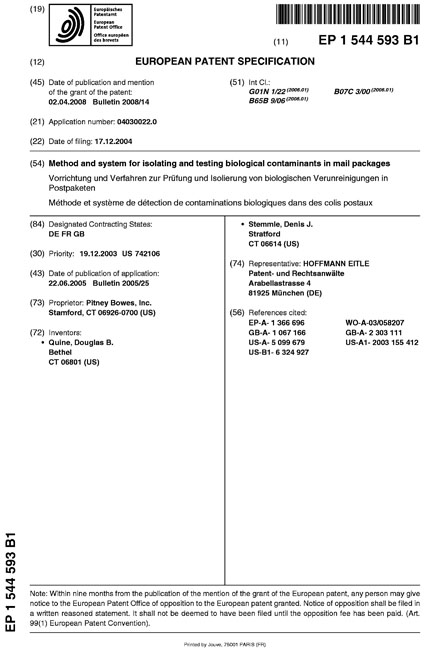 (19)
Europäisches
Patentamt
European
Patent Office
Office européen
des brevets
(11) EP 1 544 593 B1
(12) EUROPEAN PATENT SPECIFICATION
(45) Date of publication and mention
of the grant of the patent:
02.04.2008 Bulletin 2008/14
(51) Int Cl.:
G01N 1/22 (2006.01) B07C 3/00 (2006.01)
B65B 9/06 (2006.01)
(21) Application number: 04030022.0
(22) Date of filing: 17.12.2004
(54) Method and system for isolating and testing biological contaminants in mail packages
Vorrichtung und Verfahren zur Prüfung und Isolierung von biologischen Verunreinigungen in
Postpaketen
Méthode et système de détection de contaminations biologiques dans des colis postaux
(84) Designated Contracting States:
DE FR GB
(30) Priority: 19.12.2003 US 742106
(43) Date of publication of application:
22.06.2005 Bulletin 2005/25
(73) Proprietor: Pitney Bowes, Inc.
Stamford, CT 06926-0700 (US)
(72) Inventors:
• Quine, Douglas B.
Bethel
CT 06801 (US)
• Stemmle, Denis J.
Stratford
CT 06614 (US)
(74) Representative: HOFFMANN EITLE
Patent- und Rechtsanwälte
Arabellastrasse 4
81925 München (DE)
(56) References cited:
EP-A- 1 366 696 WO-A-03/058207
GB-A- 1 067 166 GB-A- 2 303 111
US-A- 5 099 679 US-A1- 2003 155 412
US-B1- 6 324 927
EP 1 544 593 B1
Note: Within nine months from the publication of the mention of the grant of the European patent, any person may give
notice to the European Patent Office of opposition to the European patent granted. Notice of opposition shall be filed in
a written reasoned statement. It shall not be deemed to have been filed until the opposition fee has been paid. (Art.
99(1) European Patent Convention).
Printed by Jouve, 75001 PARIS (FR)